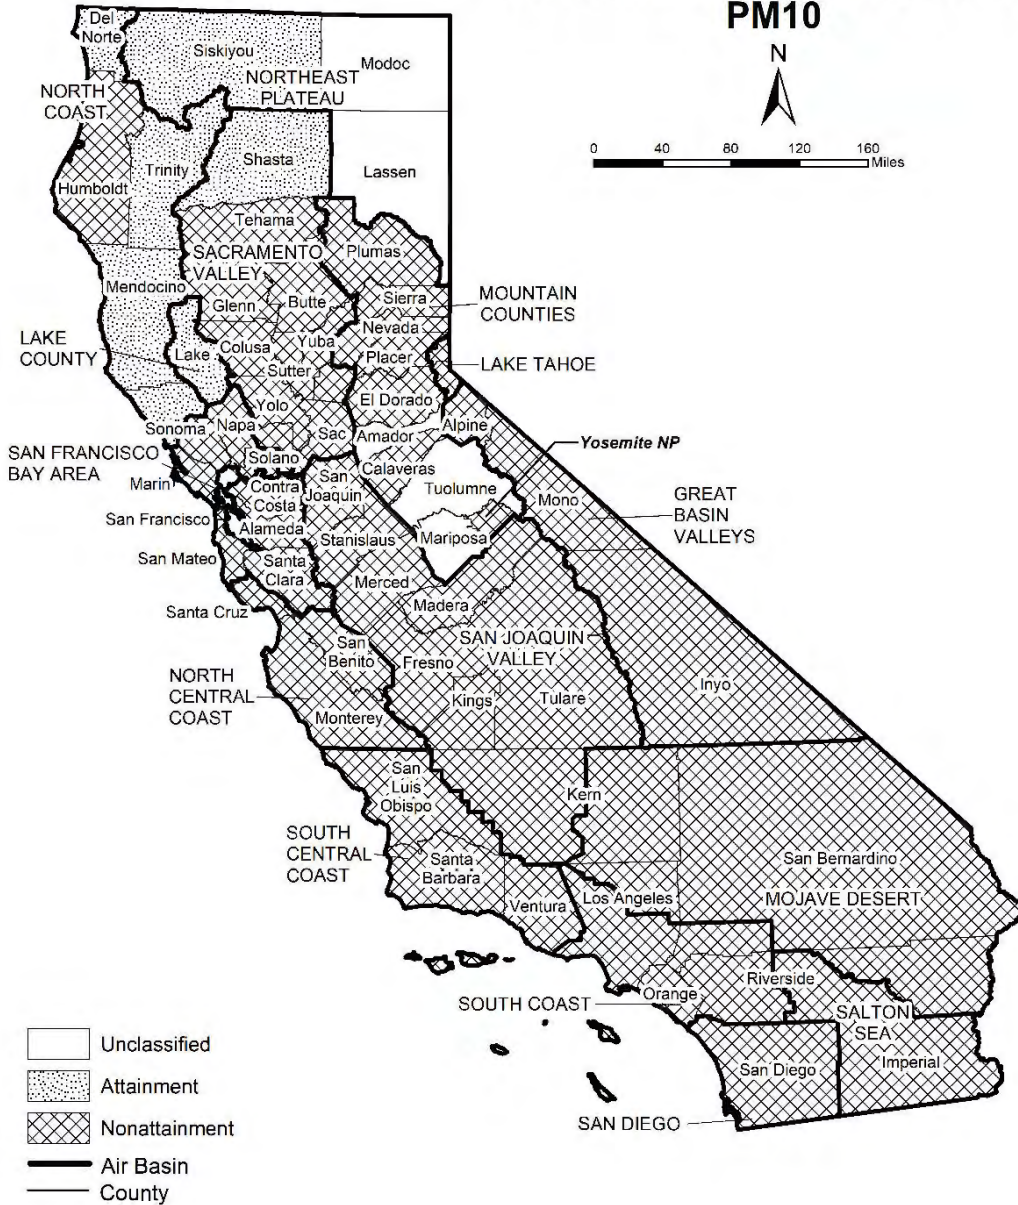 PM10
N
0 40 80 120 160
Miles
Del
Norte
Siskiyou
Modoc
NORTHEAST
PLATEAU
NORTH
COAST
Trinity
Shasta
Lassen
Humboldt
Tehama
Plumas
SACRAMENTO
VALLEY
Mendocino
Glenn
Butte
Sierra
MOUNTAIN
COUNTIES
Nevada
LAKE
COUNTY
Lake
Colusa
Yuba
Placer
LAKE TAHOE
Sutter
El Dorado
Yolo
Sonoma
Napa
Sac
Amador
Alpine
Yosemite NP
SAN FRANCISCO
BAY AREA
Solano
Calaveras
Marin
Contra
Costa
San
Joaquin
Tuolumne
Mono
GREAT
BASIN
VALLEYS
San Francisco
Alameda
Stanislaus
Mariposa
San Mateo
Santa
Clara
Merced
Madera
Santa Cruz
San
Benito
Fresno
SAN JOAQUIN
VALLEY
NORTH
CENTRAL
COAST
Monterey
Kings
Tulare
Inyo
San
Luis
Obispo
Kern
SOUTH
CENTRAL
COAST
Santa
Barbara
San Bernardino
Ventura
Los Angeles
MOJAVE DESERT
Riverside
Orange
SOUTH COAST
SALTON
SEA
San Diego
Imperial
SAN DIEGO
Unclassified
Attainment
Nonattainment
Air Basin
County